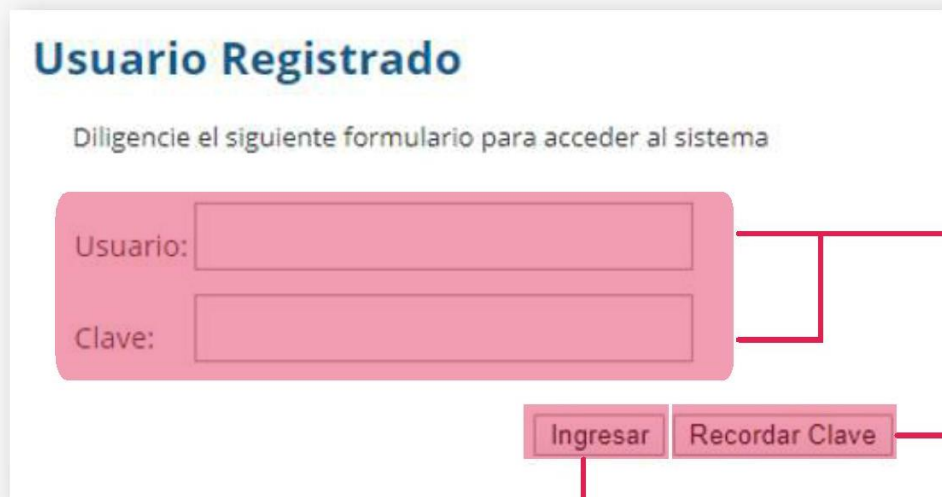 Usuario Registrado
Diligencie el siguiente formulario para acceder al sistema
Usuario:
Clave:
Ingresar Recordar Clave